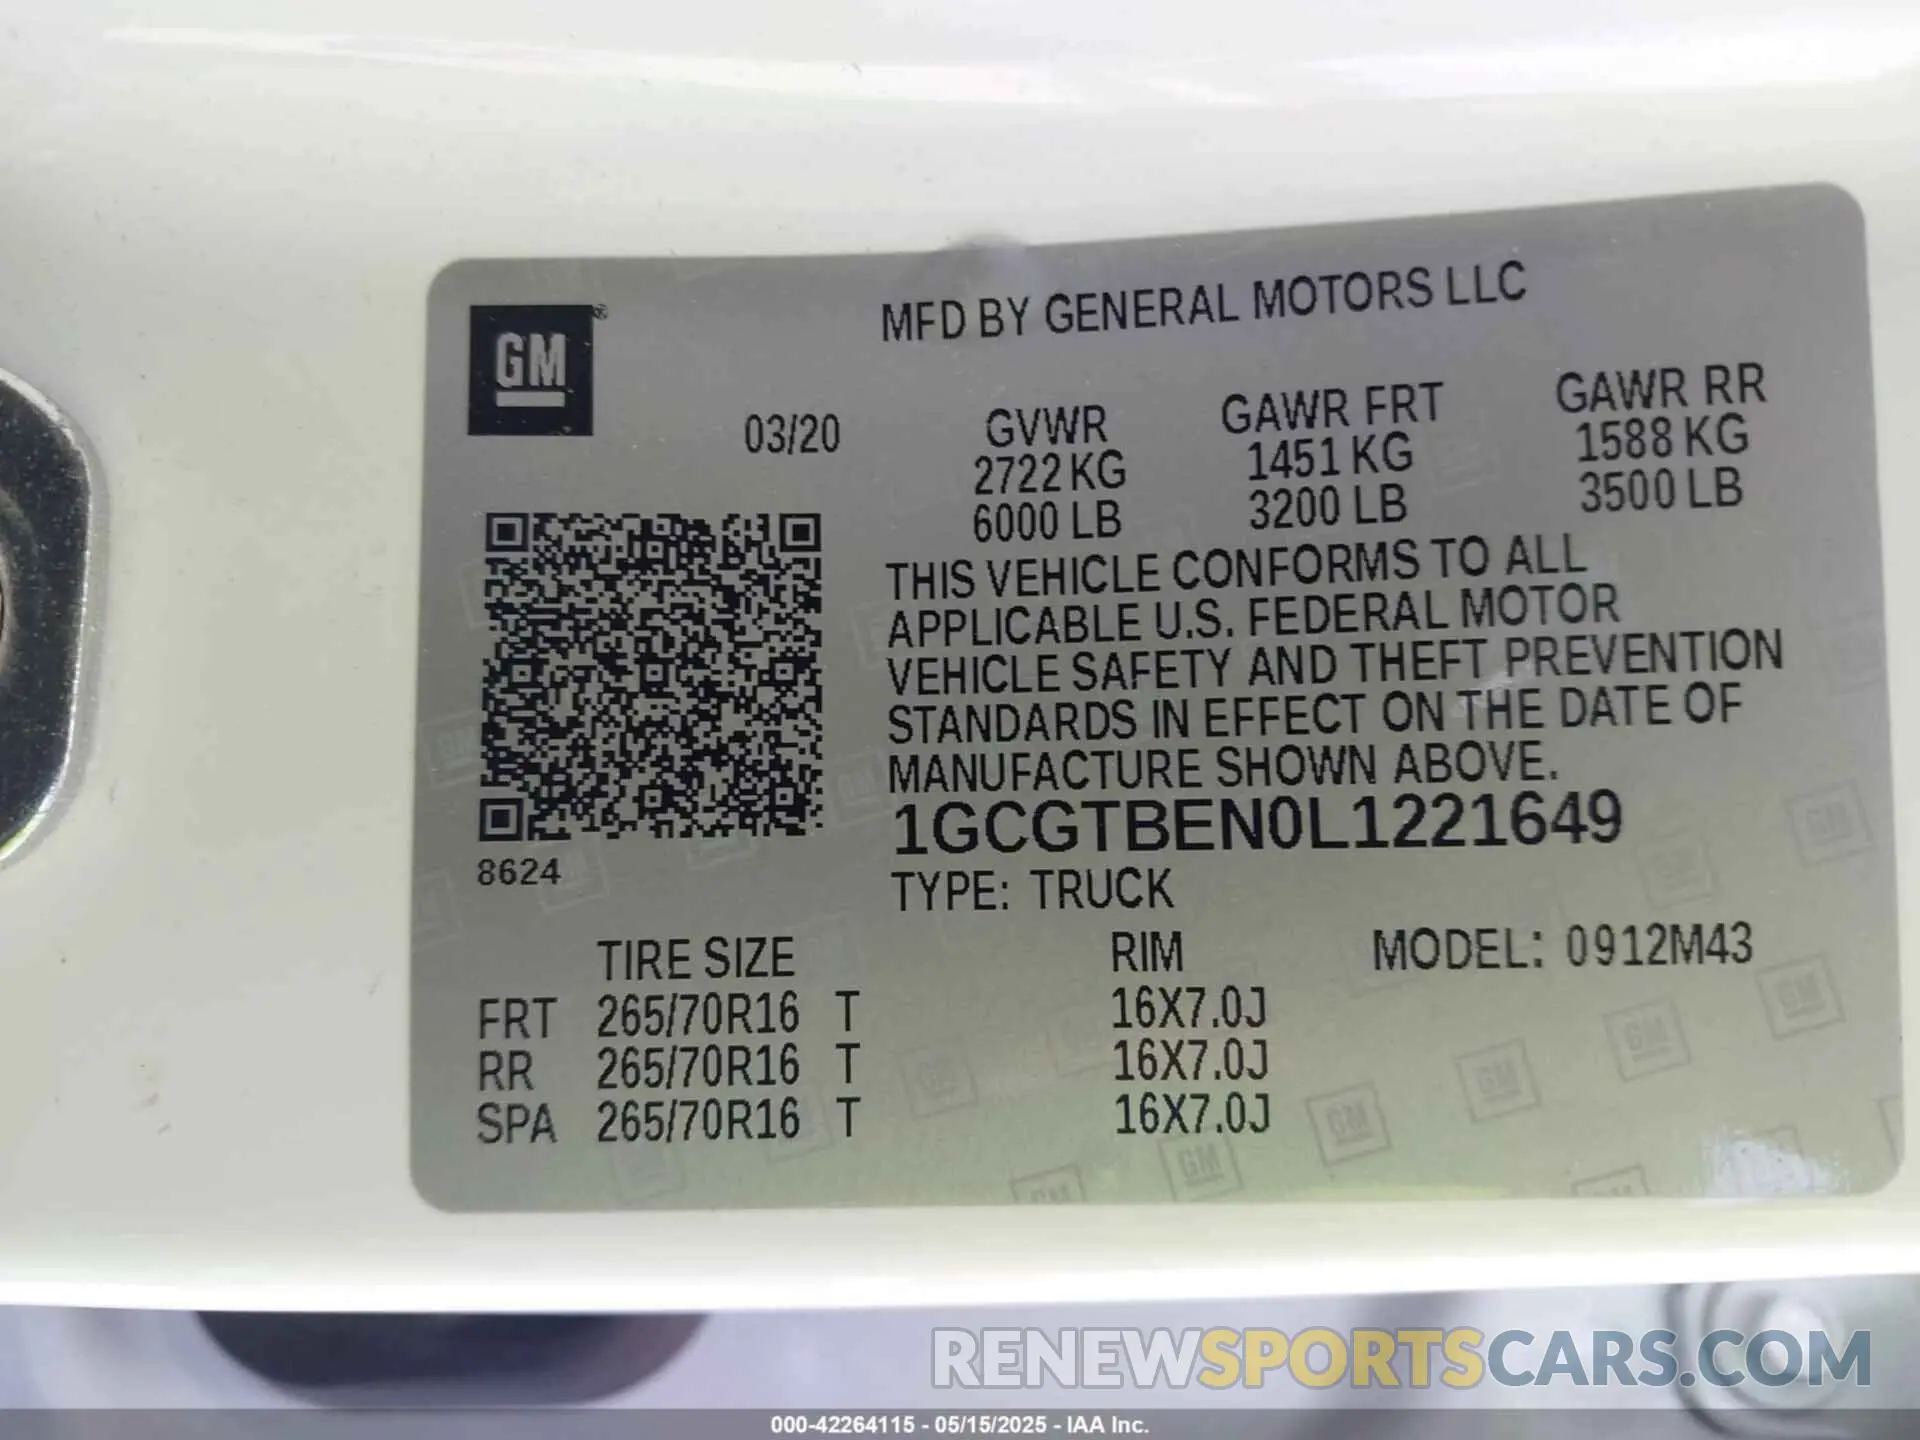 GM®
MFD BY GENERAL MOTORS LLC
03/20
GVWR
2722 KG
6000 LB
GAWR FRT
1451 KG
3200 LB
GAWR RR
1588 KG
3500 LB
THIS VEHICLE CONFORMS TO ALL
APPLICABLE U.S. FEDERAL MOTOR
VEHICLE SAFETY AND THEFT PREVENTION
STANDARDS IN EFFECT ON THE DATE OF
MANUFACTURE SHOWN ABOVE.
1GCGTBEN0L1221649
8624
TYPE: TRUCK
TIRE SIZE RIM MODEL: 0912M43
FRT 265/70R16 T 16X7.0J
RR 265/70R16 T 16X7.0J
SPA 265/70R16 T 16X7.0J
RENEWSPORTSCARS.COM
000-42264115 - 05/15/2025 - IAA Inc.